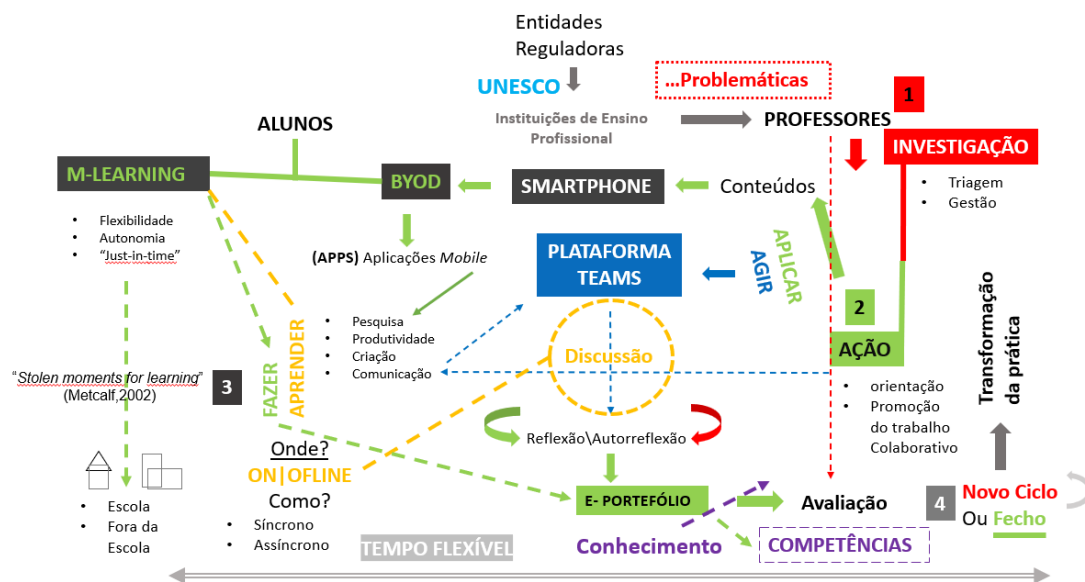 Entidades
Reguladoras
UNESCO
...Problemáticas
1
Instituições de Ensino
Profissional
PROFESSORES
ALUNOS
INVESTIGAÇÃO
M-LEARNING
BYOD
SMARTPHONE
Conteúdos
• Triagem
• Gestão
• Flexibilidade
• Autonomia
• “Just-in-time”
(APPS) Aplicações Mobile
PLATAFORMA
TEAMS
AGIR
APLICAR
2
AÇÃO
Transformação
da prática
• Pesquisa
• Produtividade
• Criação
• Comunicação
Discussão
“Stolen moments for learning”
(Metcalf,2002)
3
FAZER
APRENDER
• orientação
• Promoção
do trabalho
Colaborativo
Reflexão\Autorreflexão
Onde?
ON|OFLINE
Como?
• Síncrono
• Assíncrono
• Escola
• Fora da
Escola
E- PORTEFÓLIO
Avaliação
4
Novo Ciclo
Ou Fecho
TEMPO FLEXÍVEL
Conhecimento
COMPETÊNCIAS